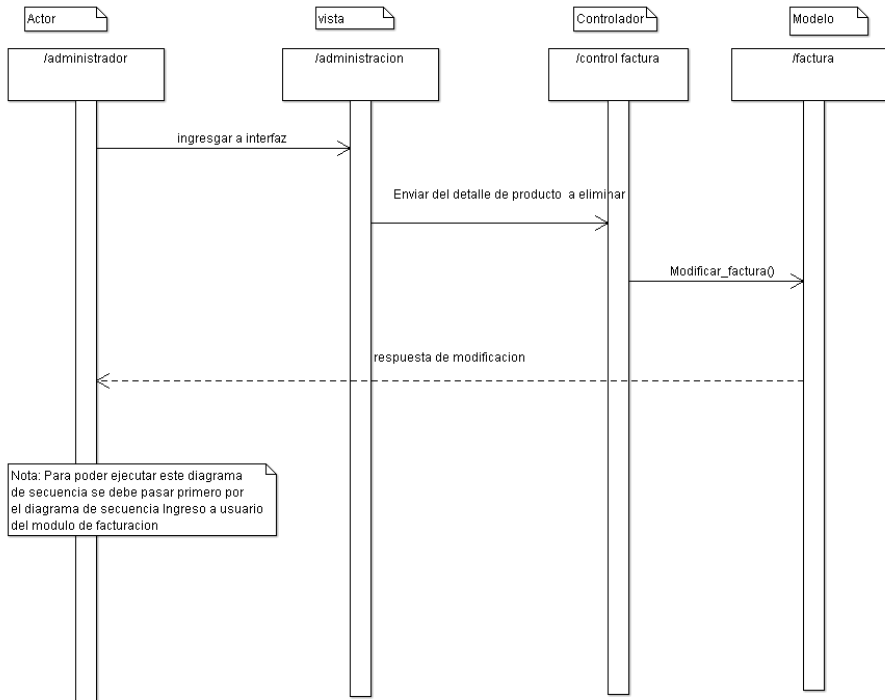 Actor
vista
Controlador
Modelo
/administrador
/administracion
/control factura
/factura
ingresgar a interfaz
Enviar del detalle de producto a eliminar
Modificar_factura()
respuesta de modificacion
Nota: Para poder ejecutar este diagrama
de secuencia se debe pasar primero por
el diagrama de secuencia Ingreso a usuario
del modulo de facturacion